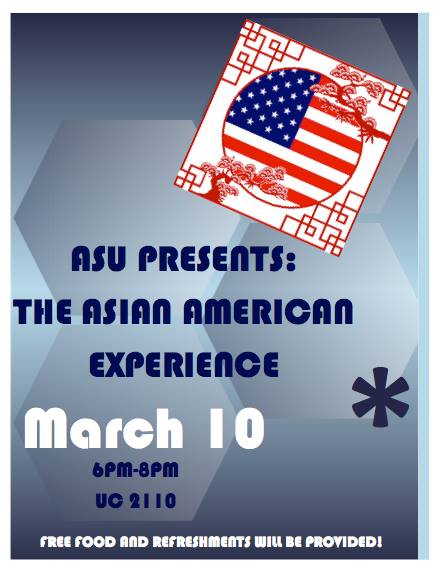 ASU PRESENTS:
THE ASIAN AMERICAN
EXPERIENCE
*
March 10
6PM-8PM
UC 2110
FREE FOOD AND REFRESHMENTS WILL BE PROVIDED!